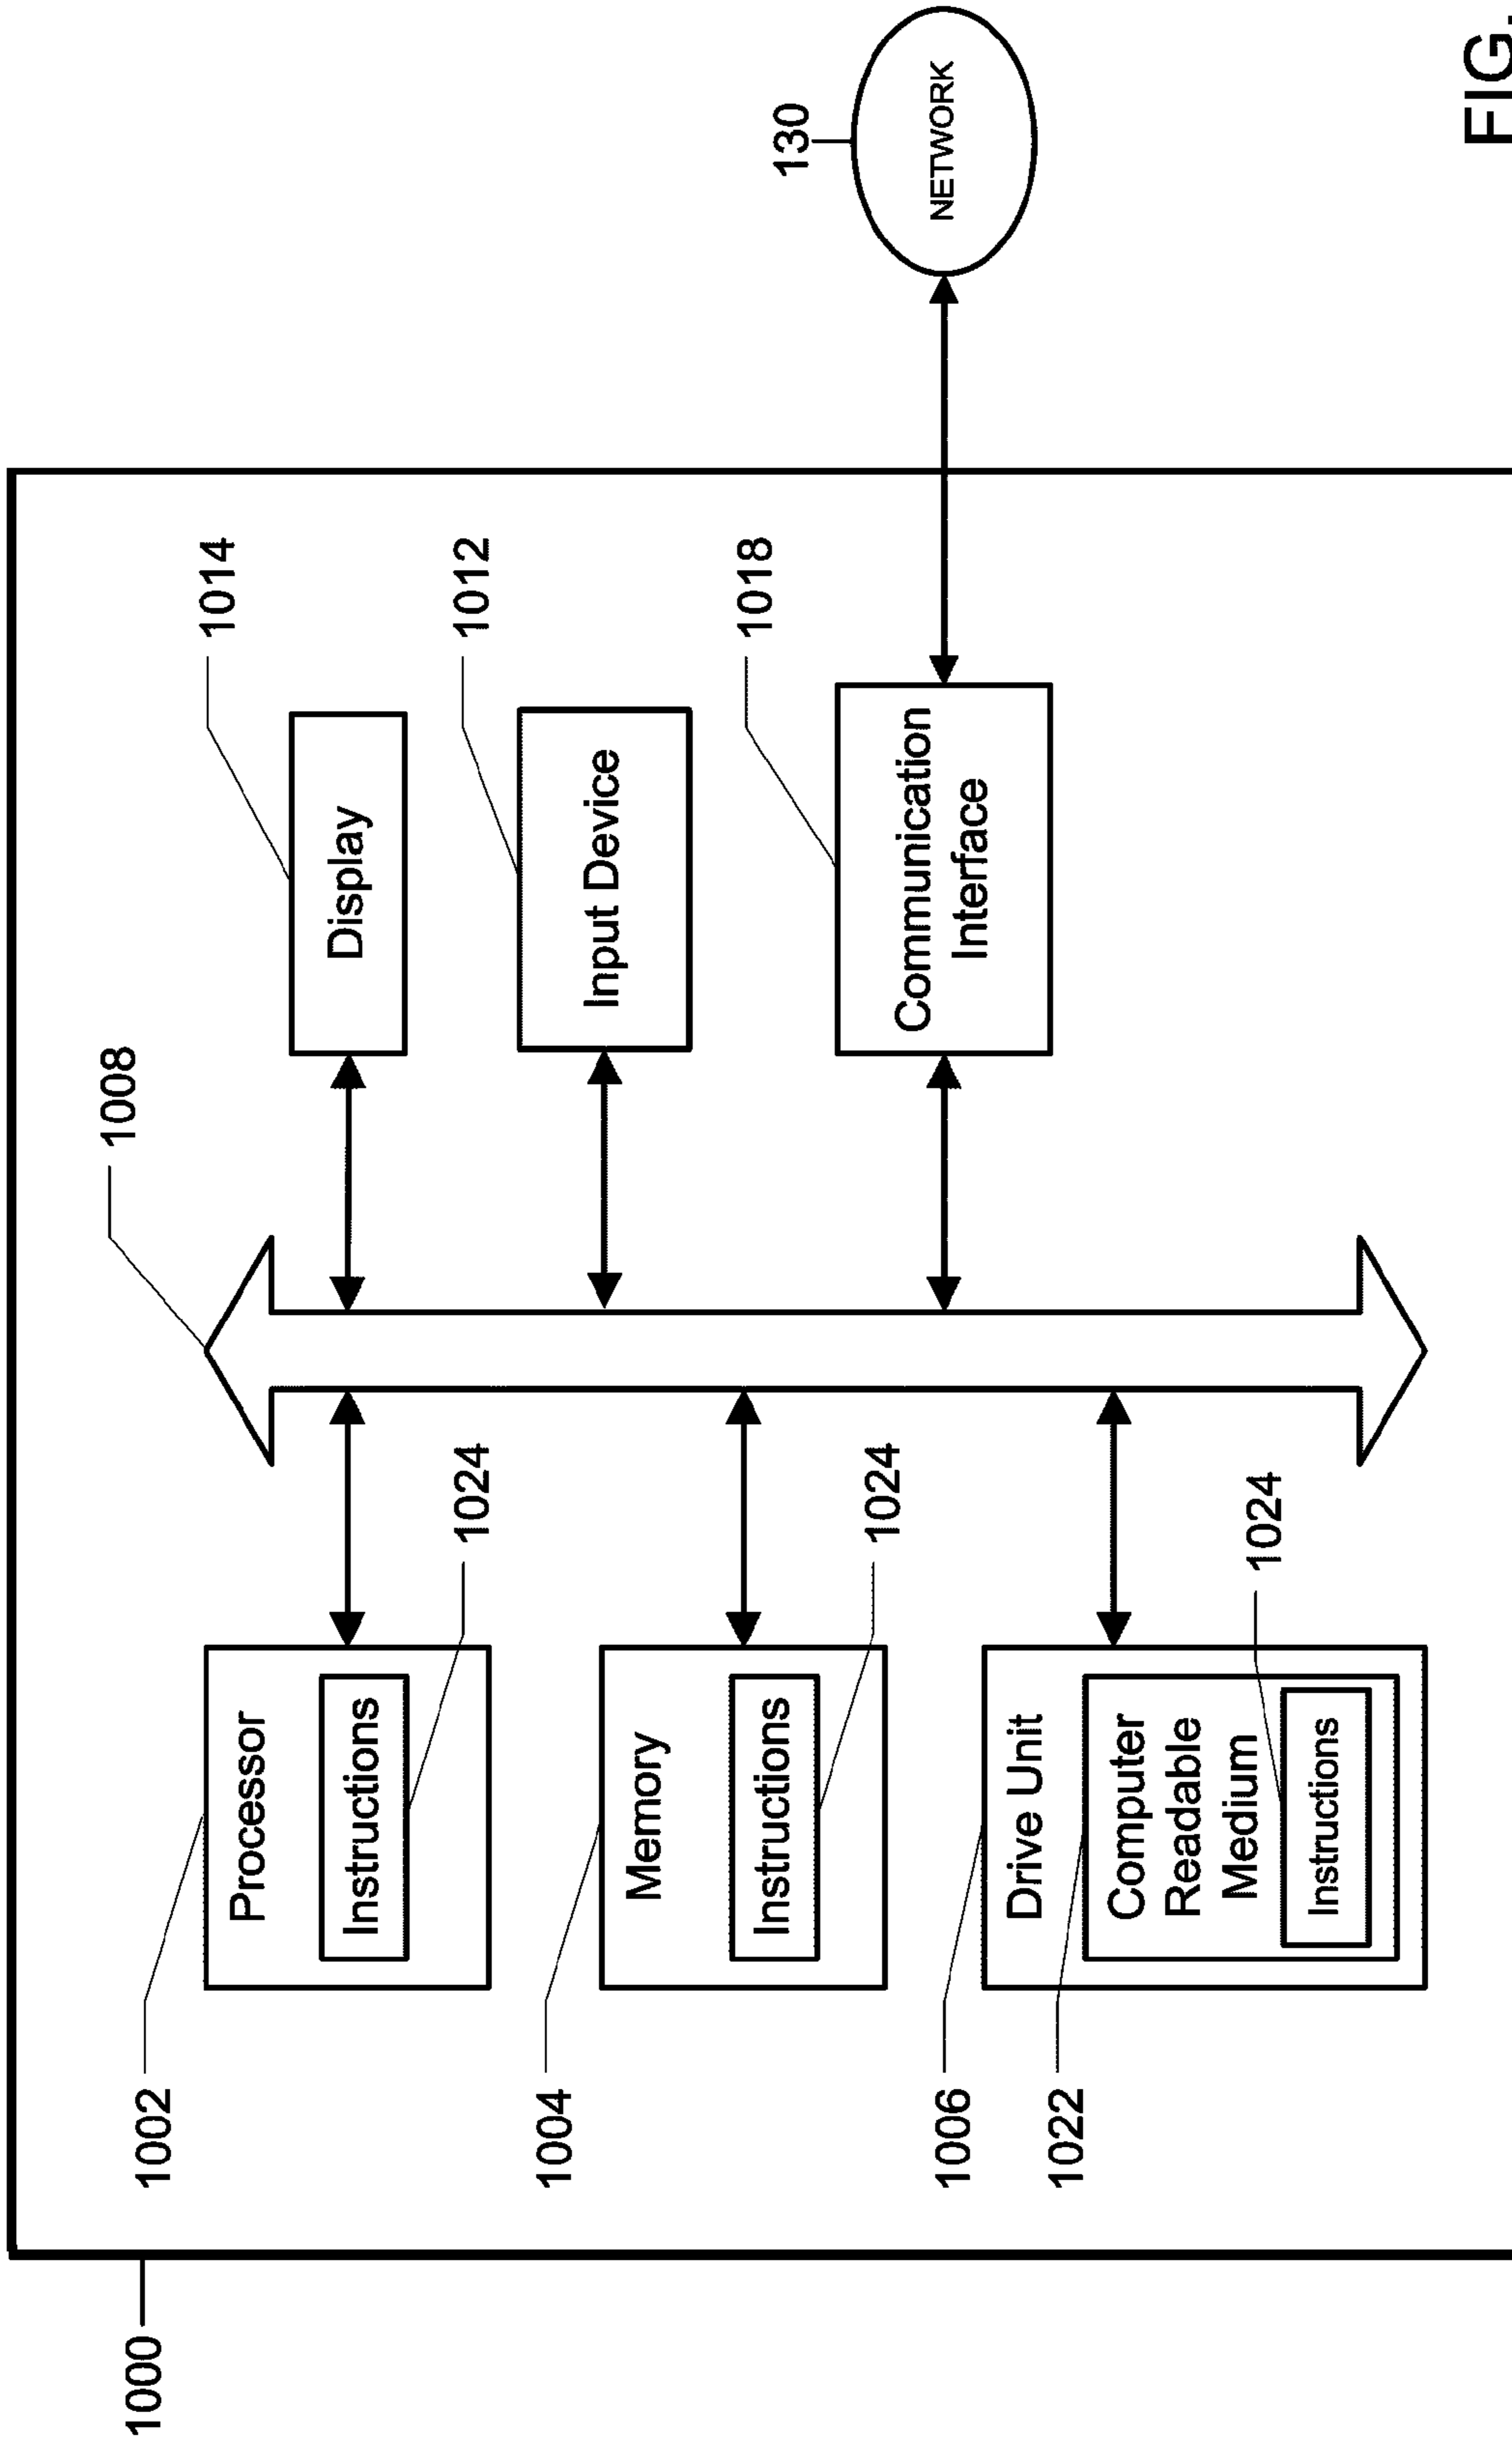 1000
1008
1002
Processor
Instructions
1024
1014
Display
1012
Input Device
1004
Memory
Instructions
1024
1018
Communication
Interface
130
NETWORK
1006
Drive Unit
1022
Computer
Readable
Medium
Instructions
1024
FIG.